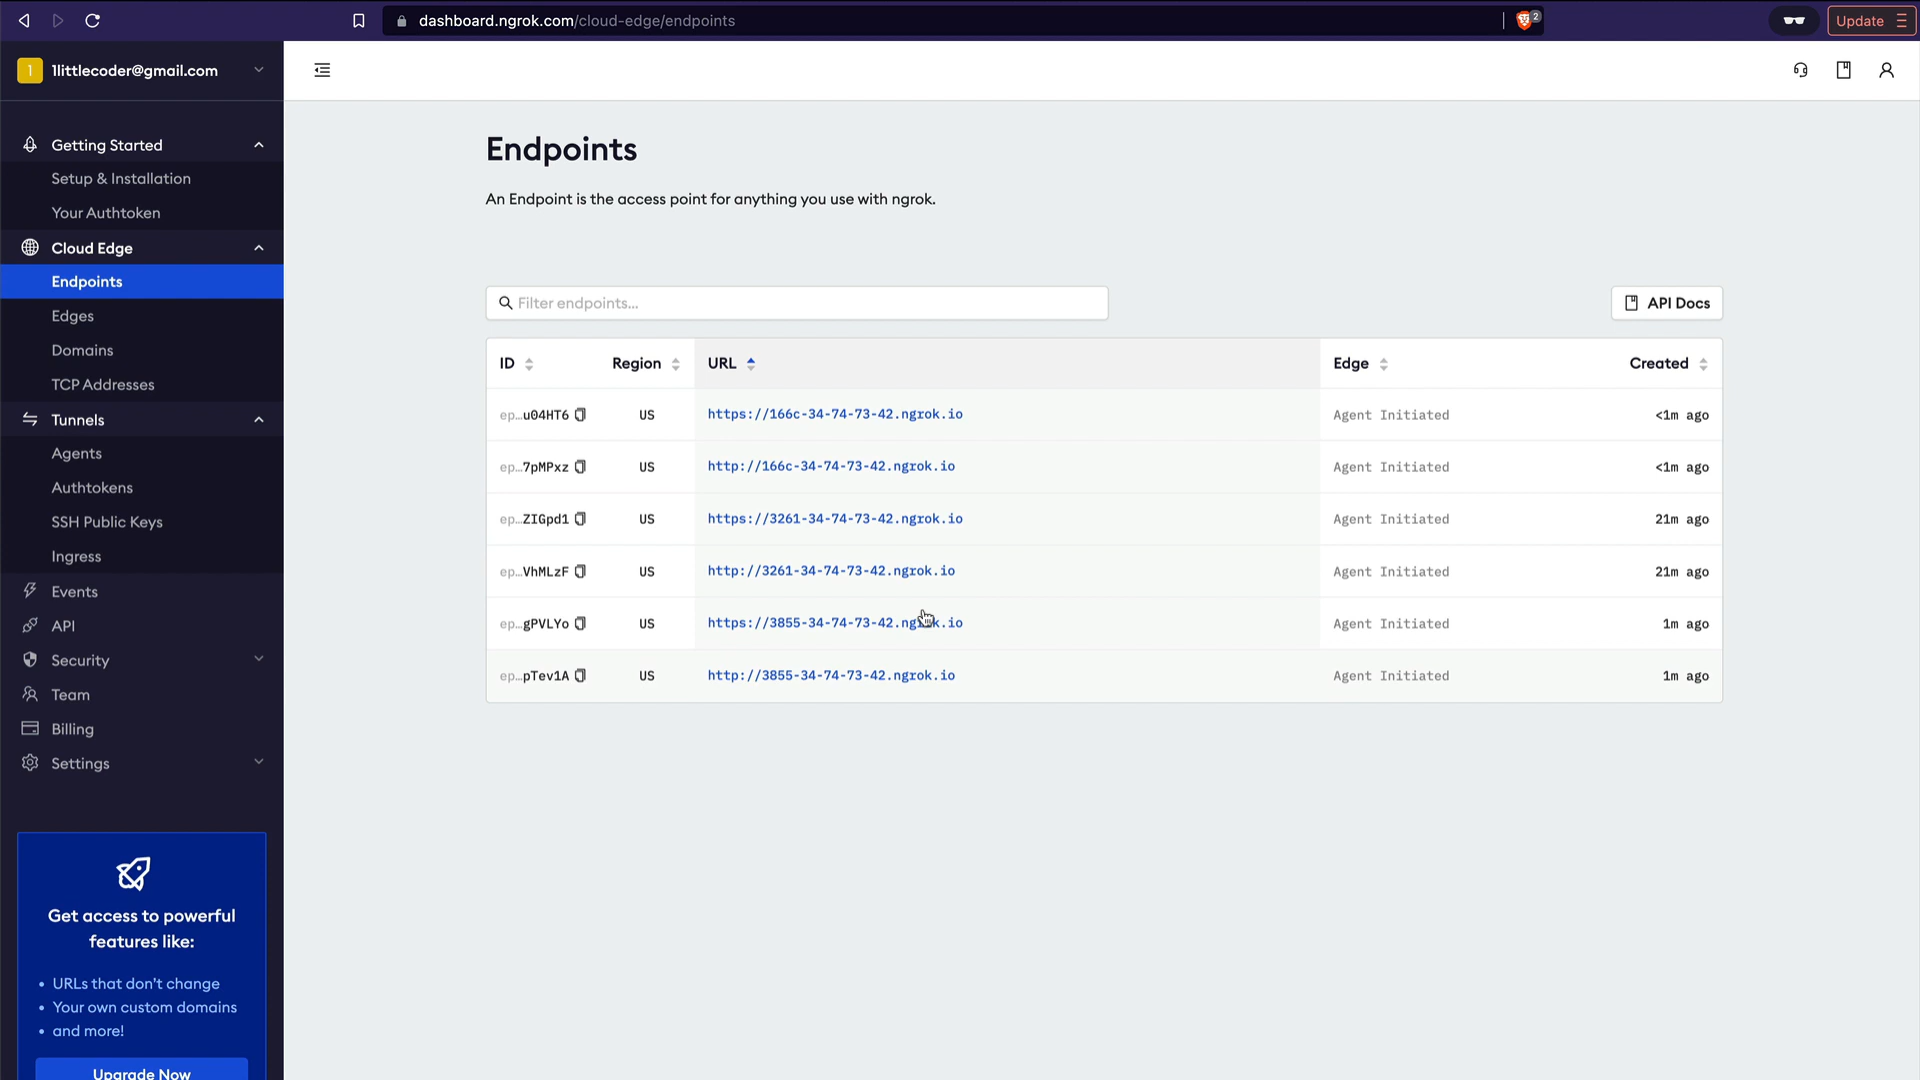 dashboard.ngrok.com/cloud-edge/endpoints
2
Update
1
1littlecoder@gmail.com
Getting Started
Setup & Installation
Your Authtoken
Cloud Edge
Endpoints
Edges
Domains
TCP Addresses
Tunnels
Agents
Authtokens
SSH Public Keys
Ingress
Events
API
Security
Team
Billing
Settings
Get access to powerful
features like:
• URLs that don't change
• Your own custom domains
• and more!
Upgrade Now
Endpoints
An Endpoint is the access point for anything you use with ngrok.
Filter endpoints...
API Docs
ID Region URL Edge Created
ep…u04HT6 US https://166c-34-74-73-42.ngrok.io Agent Initiated <1m ago
ep…7pMPxz US http://166c-34-74-73-42.ngrok.io Agent Initiated <1m ago
ep…ZIGpd1 US https://3261-34-74-73-42.ngrok.io Agent Initiated 21m ago
ep…VhMLzF US http://3261-34-74-73-42.ngrok.io Agent Initiated 21m ago
ep…gPVLYo US https://3855-34-74-73-42.ngrok.io Agent Initiated 1m ago
ep…pTev1A US http://3855-34-74-73-42.ngrok.io Agent Initiated 1m ago